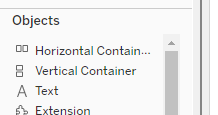 Objects
Horizontal Contain...
Vertical Container
Text
Extension